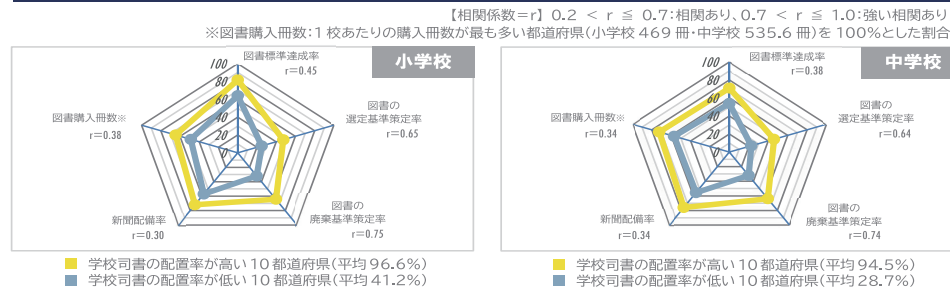 【相関係数=r】 0.2 < r ≦ 0.7:相関あり、0.7 < r ≦ 1.0:強い相関あり
※図書購入冊数:1校あたりの購入冊数が最も多い都道府県(小学校469冊・中学校535.6冊)を100%とした割合
小学校
図書標準達成率
r=0.45
図書の
選定基準策定率
r=0.65
図書の
廃棄基準策定率
r=0.75
新聞配備率
r=0.30
図書購入冊数※
r=0.38
100
80
60
40
20
0
学校司書の配置率が高い10都道府県(平均96.6%)
学校司書の配置率が低い10都道府県(平均41.2%)
中学校
図書標準達成率
r=0.38
図書の
選定基準策定率
r=0.64
図書の
廃棄基準策定率
r=0.74
新聞配備率
r=0.34
図書購入冊数※
r=0.34
100
80
60
40
20
0
学校司書の配置率が高い10都道府県(平均94.5%)
学校司書の配置率が低い10都道府県(平均28.7%)